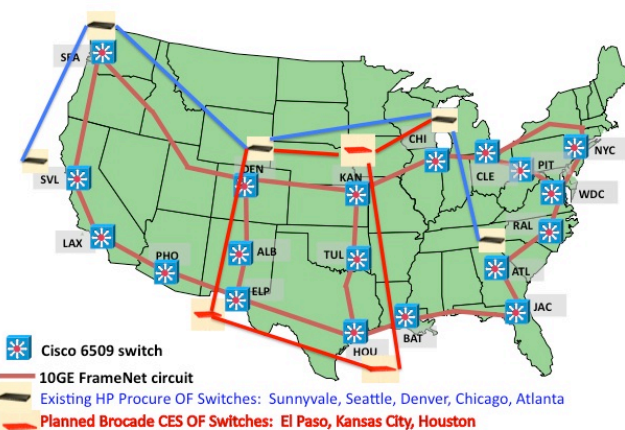 SEA
CHI
NYC
PIT
CLE
DEN
KAN
SVL
WDC
RAL
LAX
PHO
ALB
TUL
ATL
ELP
JAC
BAT
HOU
Cisco 6509 switch
10GE FrameNet circuit
Existing HP Procure OF Switches: Sunnyvale, Seattle, Denver, Chicago, Atlanta
Planned Brocade CES OF Switches: El Paso, Kansas City, Houston